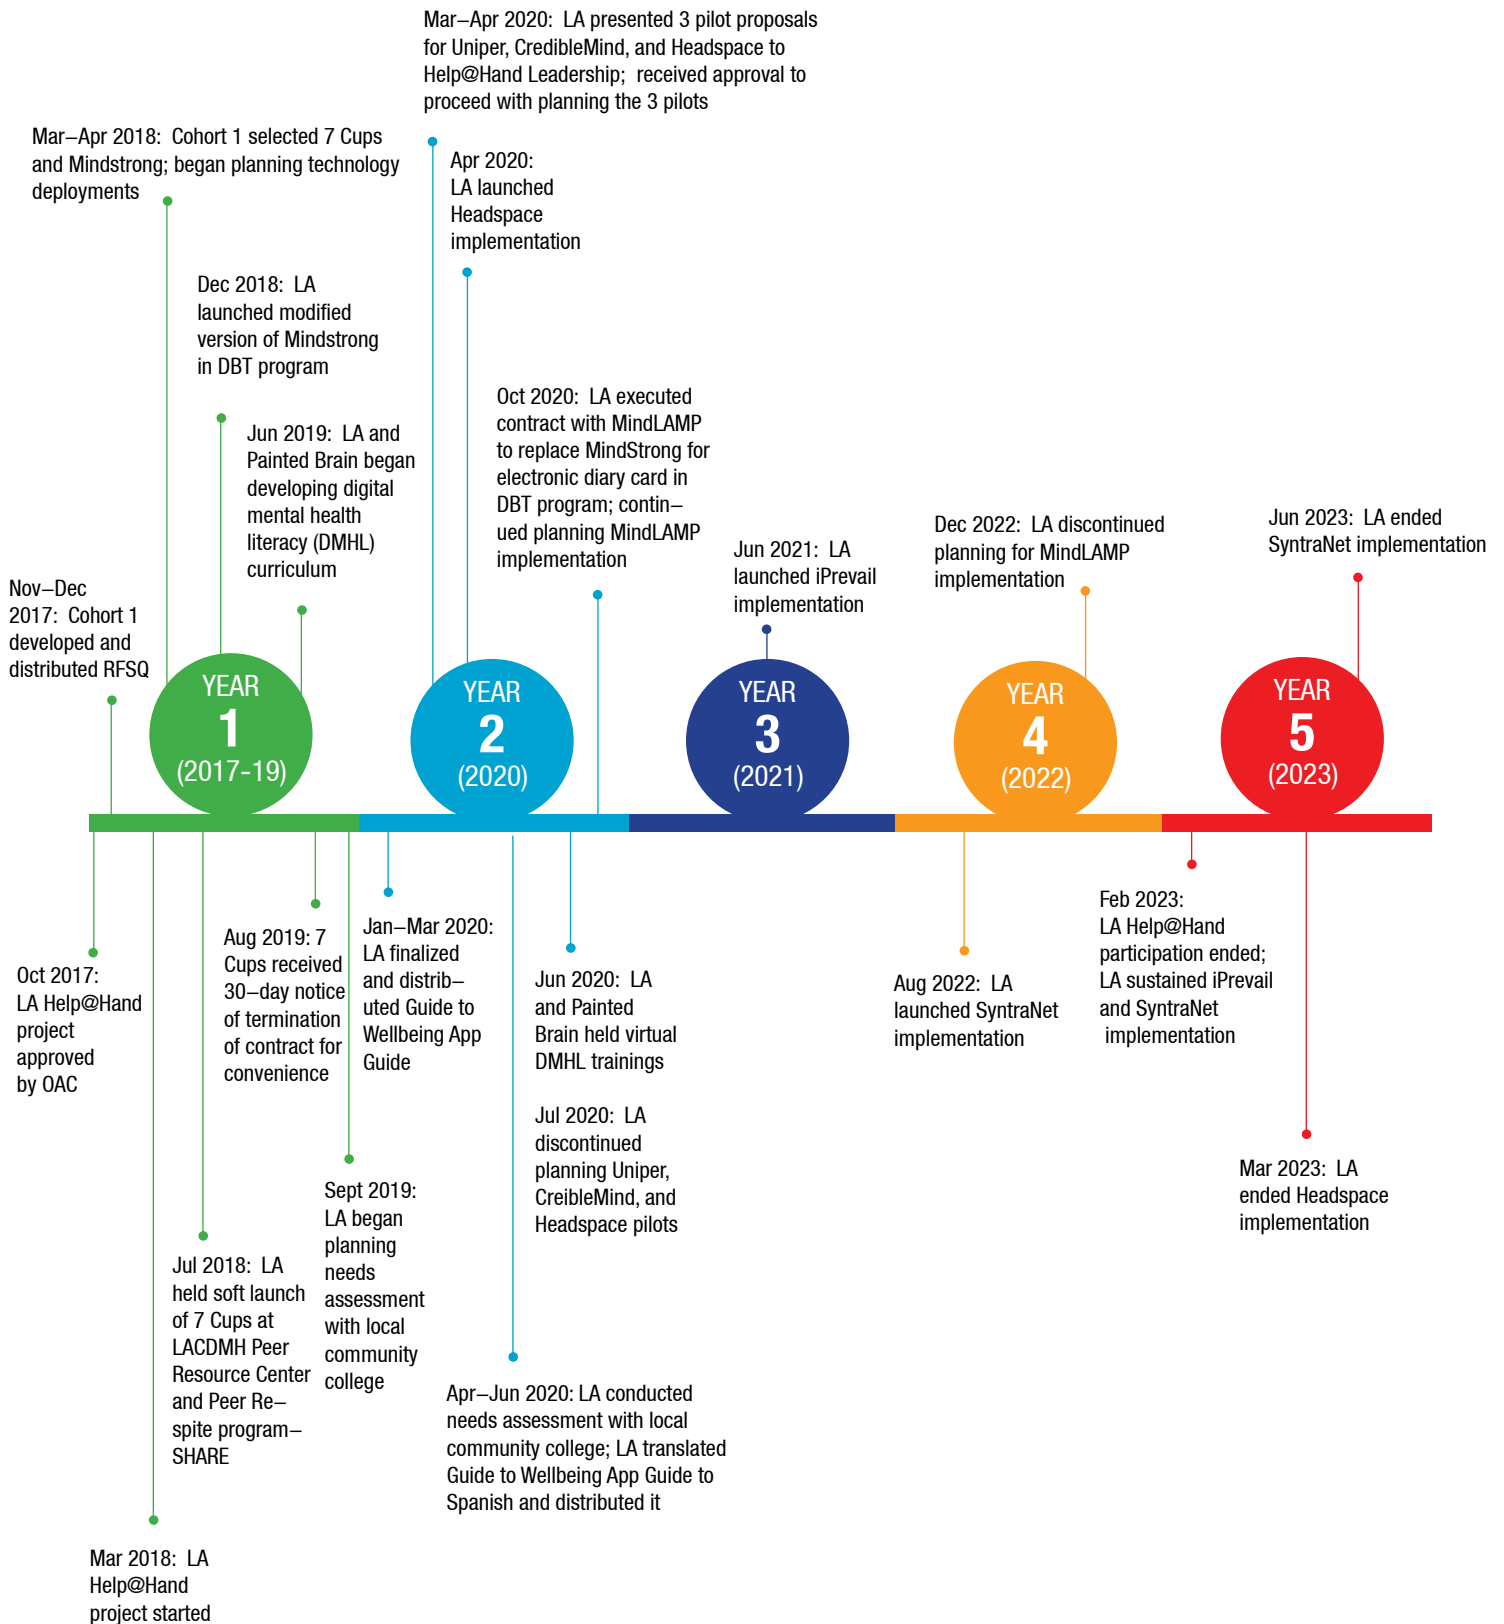 Mar–Apr 2020:  LA presented 3 pilot proposals
for Uniper, CredibleMind, and Headspace to
Help@Hand Leadership;  received approval to
proceed with planning the 3 pilots
Mar–Apr 2018:  Cohort 1 selected 7 Cups
and Mindstrong; began planning technology
deployments
Apr 2020:
LA launched
Headspace
implementation
Dec 2018:  LA
launched modified
version of Mindstrong
in DBT program
Jun 2019:  LA and
Painted Brain began
developing digital
mental health
literacy (DMHL)
curriculum
Oct 2020:  LA executed
contract with MindLAMP
to replace MindStrong for
electronic diary card in
DBT program; contin–
ued planning MindLAMP
implementation
Jun 2021:  LA
launched iPrevail
implementation
Dec 2022:  LA discontinued
planning for MindLAMP
implementation
Jun 2023:  LA ended
SyntraNet implementation
Nov–Dec
2017:  Cohort 1
developed and
distributed RFSQ
YEAR
1
(2017-19)
YEAR
2
(2020)
YEAR
3
(2021)
YEAR
4
(2022)
YEAR
5
(2023)
Oct 2017:
LA Help@Hand
project
approved
by OAC
Aug 2019: 7
Cups received
30–day notice
of termination
of contract for
convenience
Jan–Mar 2020:
LA finalized
and distrib–
uted Guide to
Wellbeing App
Guide
Jun 2020:  LA
and Painted
Brain held virtual
DMHL trainings
Jul 2020:  LA
discontinued
planning Uniper,
CreibleMind, and
Headspace pilots
Aug 2022:  LA
launched SyntraNet
implementation
Feb 2023:
LA Help@Hand
participation ended;
LA sustained iPrevail
and SyntraNet
implementation
Mar 2023:  LA
ended Headspace
implementation
Sept 2019:
LA began
planning
needs
assessment
with local
community
college
Jul 2018:  LA
held soft launch
of 7 Cups at
LACDMH Peer
Resource Center
and Peer Re–
spite program–
SHARE
Apr–Jun 2020: LA conducted
needs assessment with local
community college; LA translated
Guide to Wellbeing App Guide to
Spanish and distributed it
Mar 2018:  LA
Help@Hand
project started